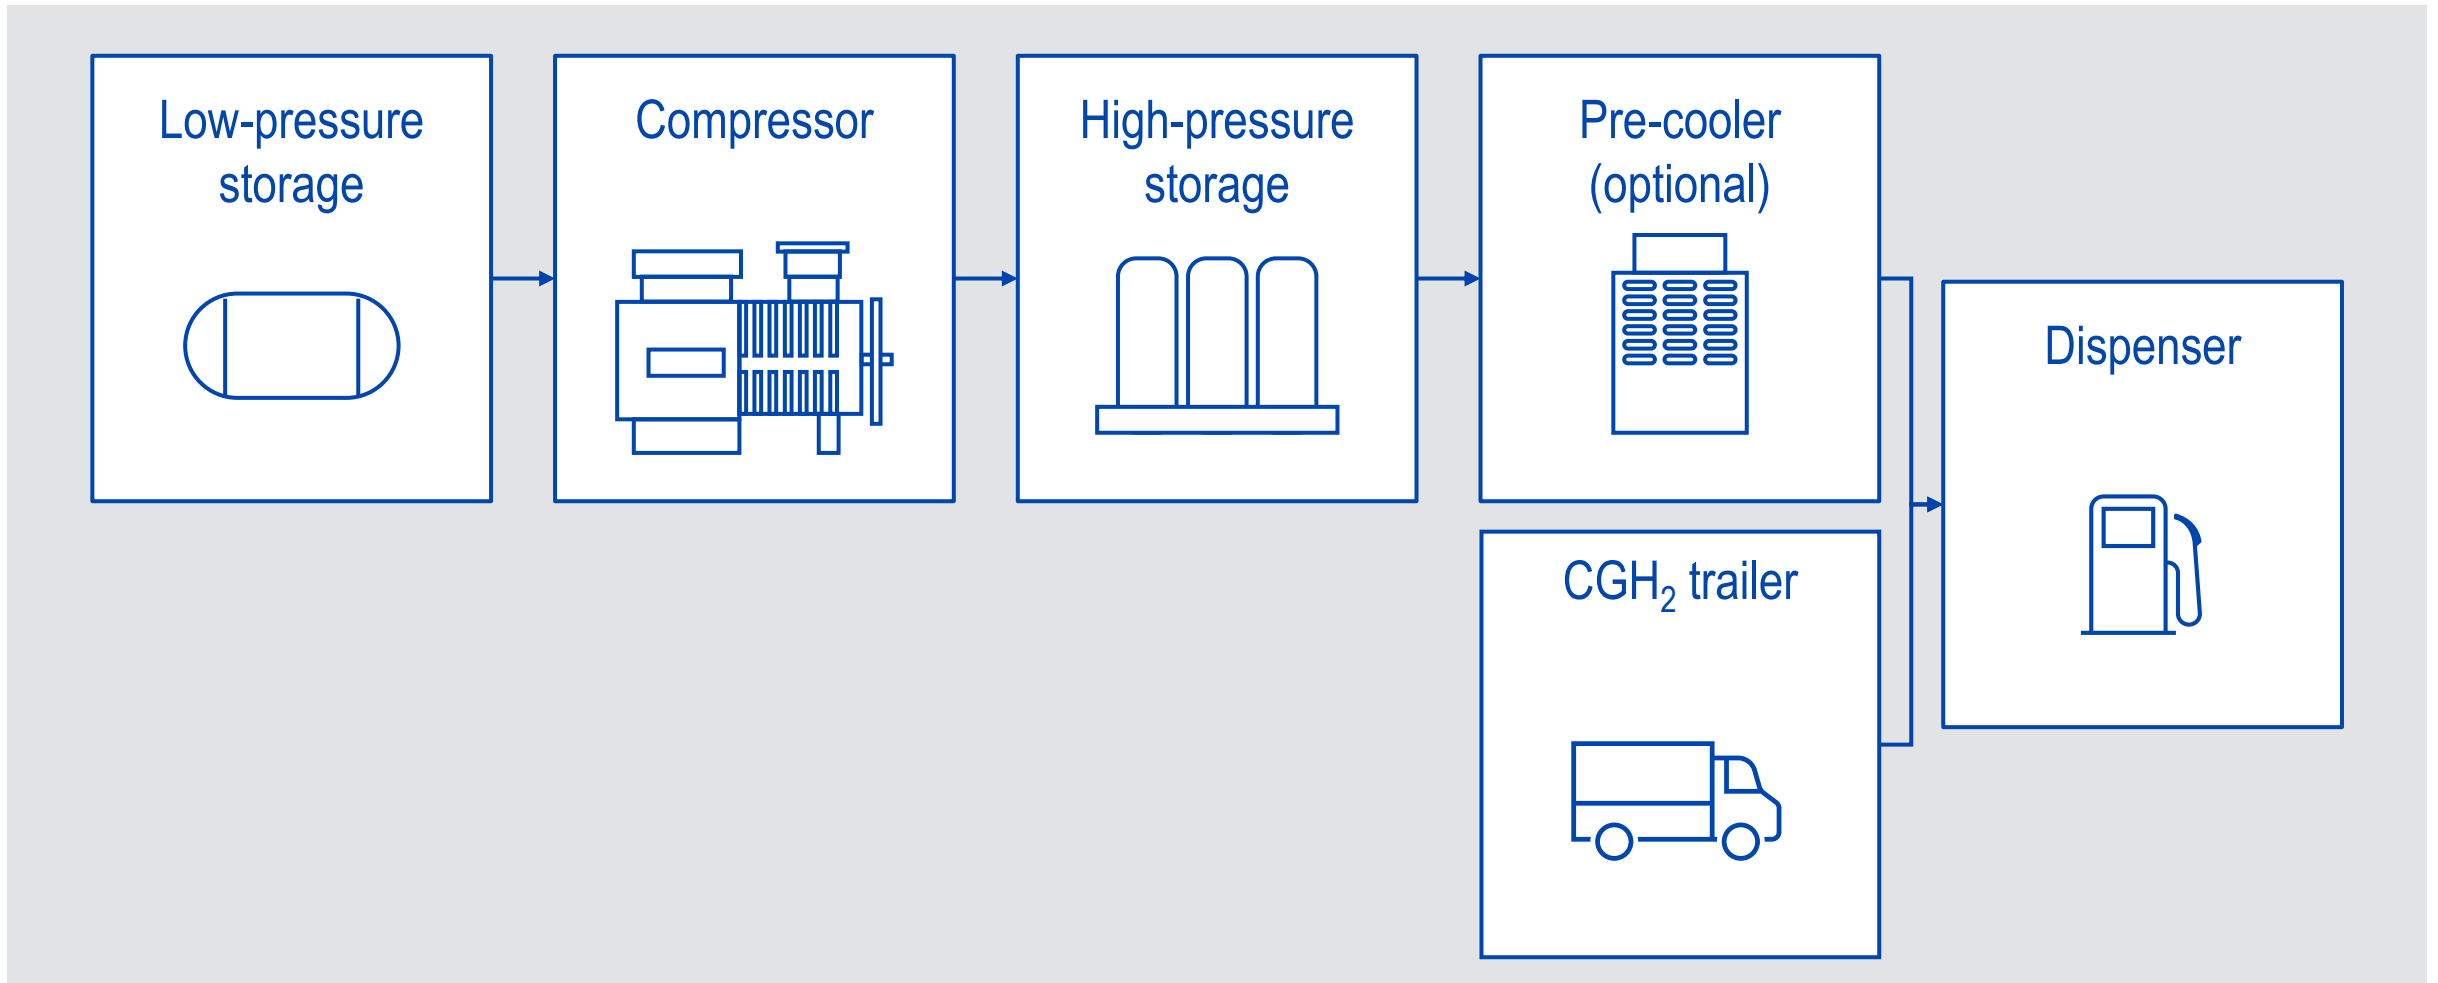 Low-pressure
storage
Compressor
High-pressure
storage
Pre-cooler
(optional)
Dispenser
CGH₂ trailer